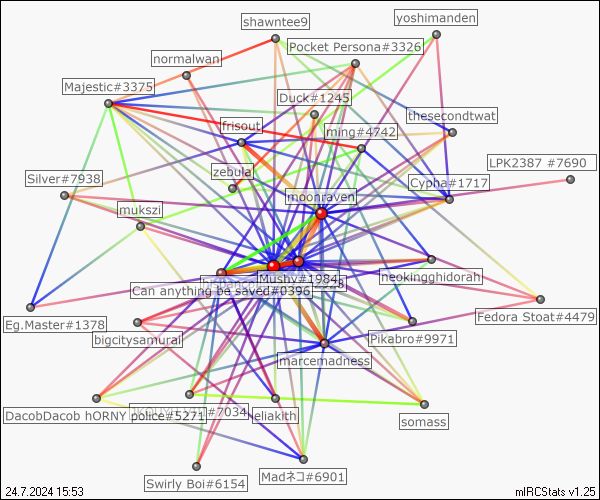 shawntee9
yoshimanden
Pocket Persona#3326
normalwan
Majestic#3375
Duck#1245
thesecondtwat
frisout
ming#4742
LPK2387 #7690
zebula
Silver#7938
Cypha#1717
moonraven
mukszi
Mushy#1984
neokingghidorah
Can anything be saved#0396
Eg.Master#1378
Fedora Stoat#4479
bigcitysamurai
Pikabro#9971
marcemadness
DacobDacob hORNY police#5271
#7034
eliakith
somass
Swirly Boi#6154
Madネコ#6901
24.7.2024 15:53
mIRCStats v1.25